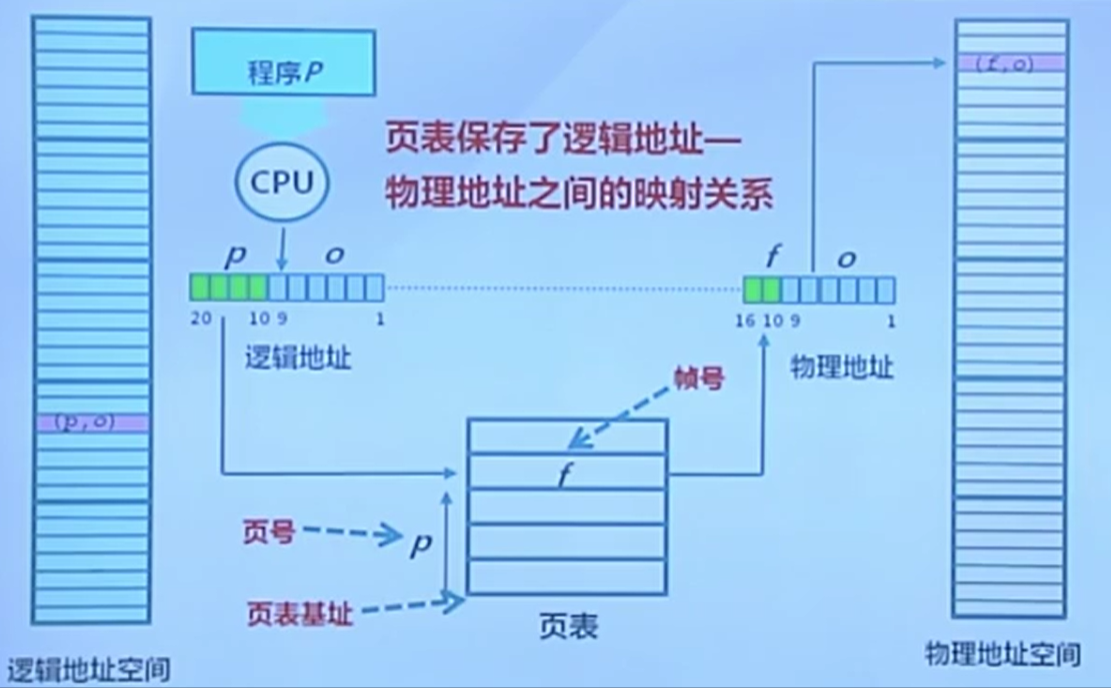 程序P
(f,o)
页表保存了逻辑地址—
CPU
物理地址之间的映射关系
p o
f o
20 10 9 1
16 10 9 1
逻辑地址
物理地址
帧号
(p,o)
f
页号
p
页表基址
页表
逻辑地址空间
物理地址空间